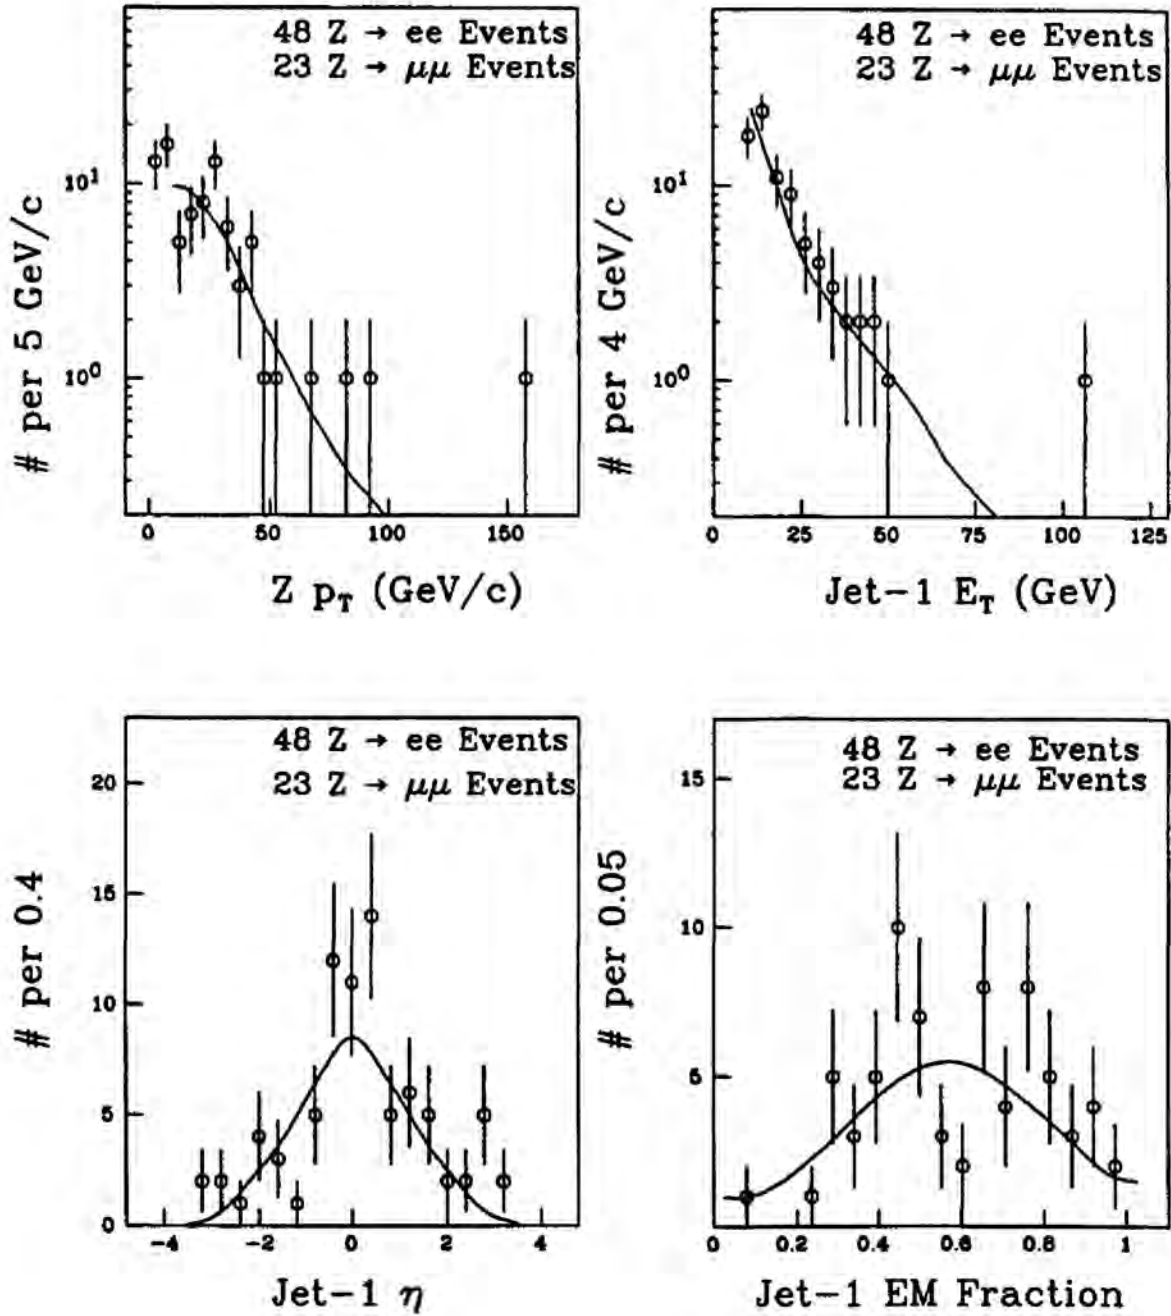 48 Z → ee Events
23 Z → μμ Events
# per 5 GeV/c
10¹
10⁰
0 50 100 150
Z p_T (GeV/c)
48 Z → ee Events
23 Z → μμ Events
# per 4 GeV/c
10¹
10⁰
0 25 50 75 100 125
Jet-1 E_T (GeV)
48 Z → ee Events
23 Z → μμ Events
# per 0.4
20
15
10
5
0
-4 -2 0 2 4
Jet-1 η
48 Z → ee Events
23 Z → μμ Events
# per 0.05
15
10
5
0 0.2 0.4 0.6 0.8 1
Jet-1 EM Fraction